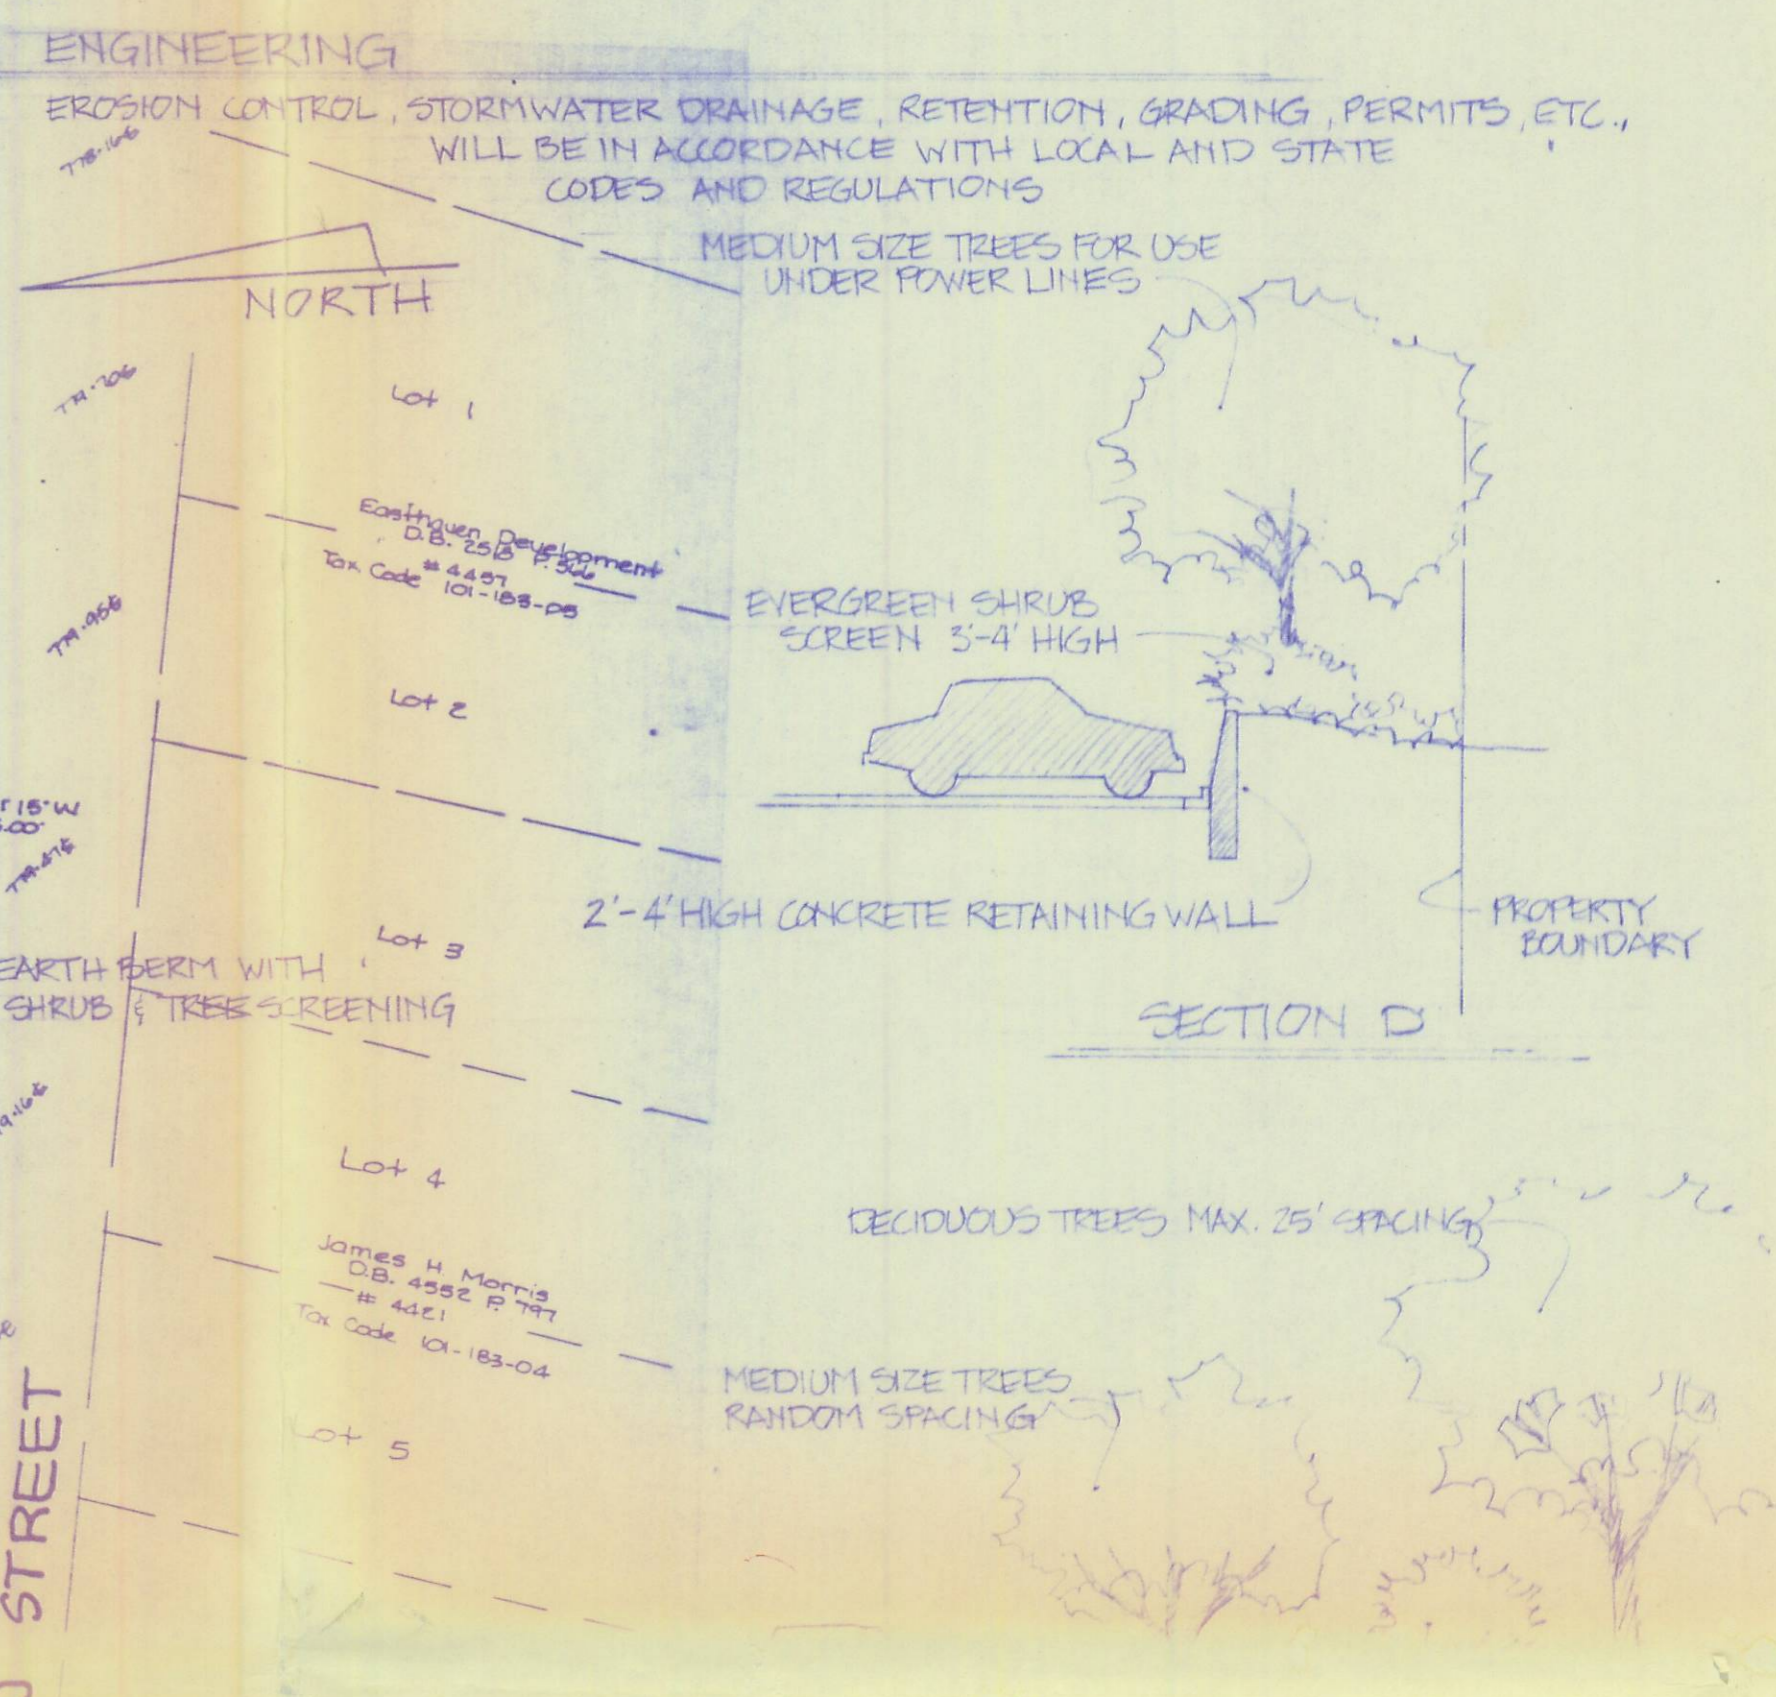 ENGINEERING
EROSION CONTROL, STORMWATER DRAINAGE, RETENTION, GRADING, PERMITS, ETC.,
WILL BE IN ACCORDANCE WITH LOCAL AND STATE
CODES AND REGULATIONS
MEDIUM SIZE TREES FOR USE
UNDER POWER LINES
NORTH
Lot 1
Easthaven Development
D.B. 2513 P. 566
# 4437
Tax Code 101-183-05
EVERGREEN SHRUB
SCREEN 3'-4' HIGH
Lot 2
15" W
2'-4' HIGH CONCRETE RETAINING WALL
PROPERTY
BOUNDARY
Lot 3
EARTH BERM WITH
SHRUB & TREE SCREENING
SECTION D
Lot 4
DECIDUOUS TREES MAX. 25' SPACING
James H. Morris
D.B. 4552 P. 797
# 4421
Tax Code 101-183-04
MEDIUM SIZE TREES
RANDOM SPACING
Lot 5
STREET